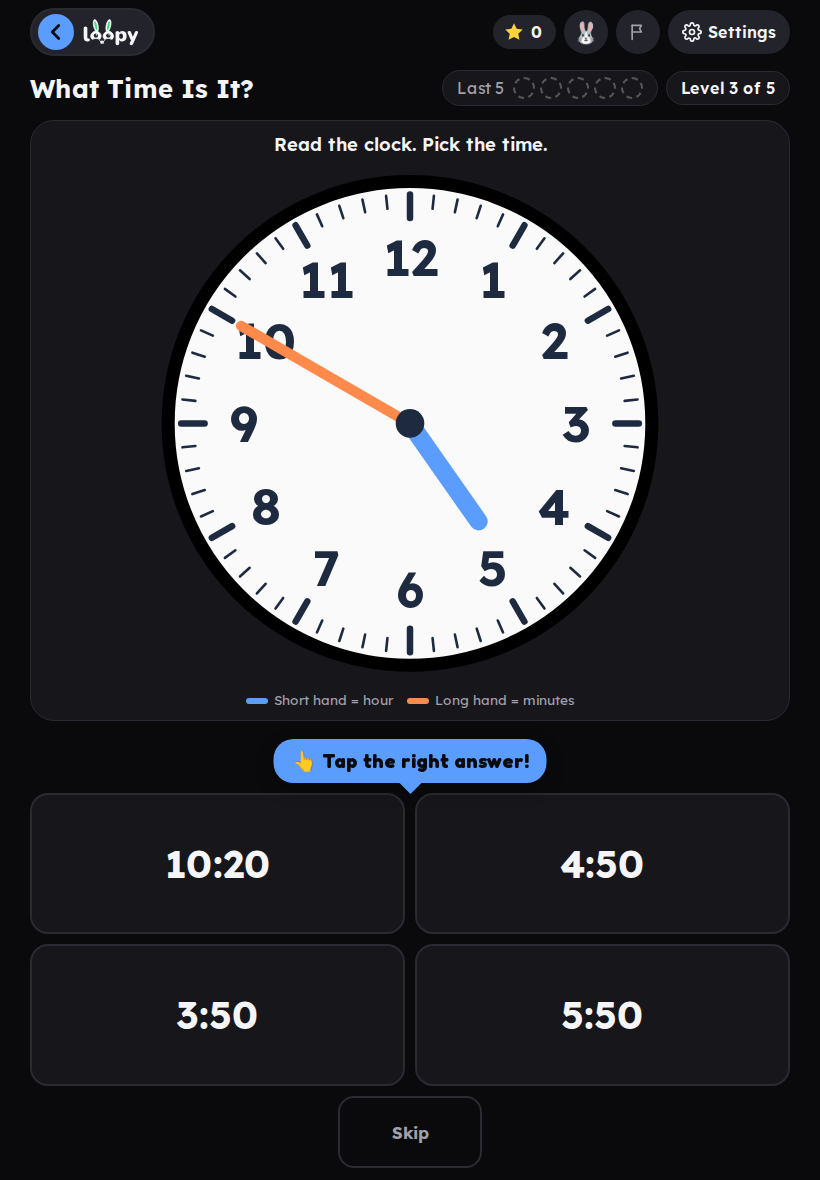 loopy
0
Settings
What Time Is It?
Last 5
Level 3 of 5
Read the clock. Pick the time.
12
11
1
10
2
9
3
8
4
7
5
6
Short hand = hour
Long hand = minutes
👆 Tap the right answer!
10:20
4:50
3:50
5:50
Skip